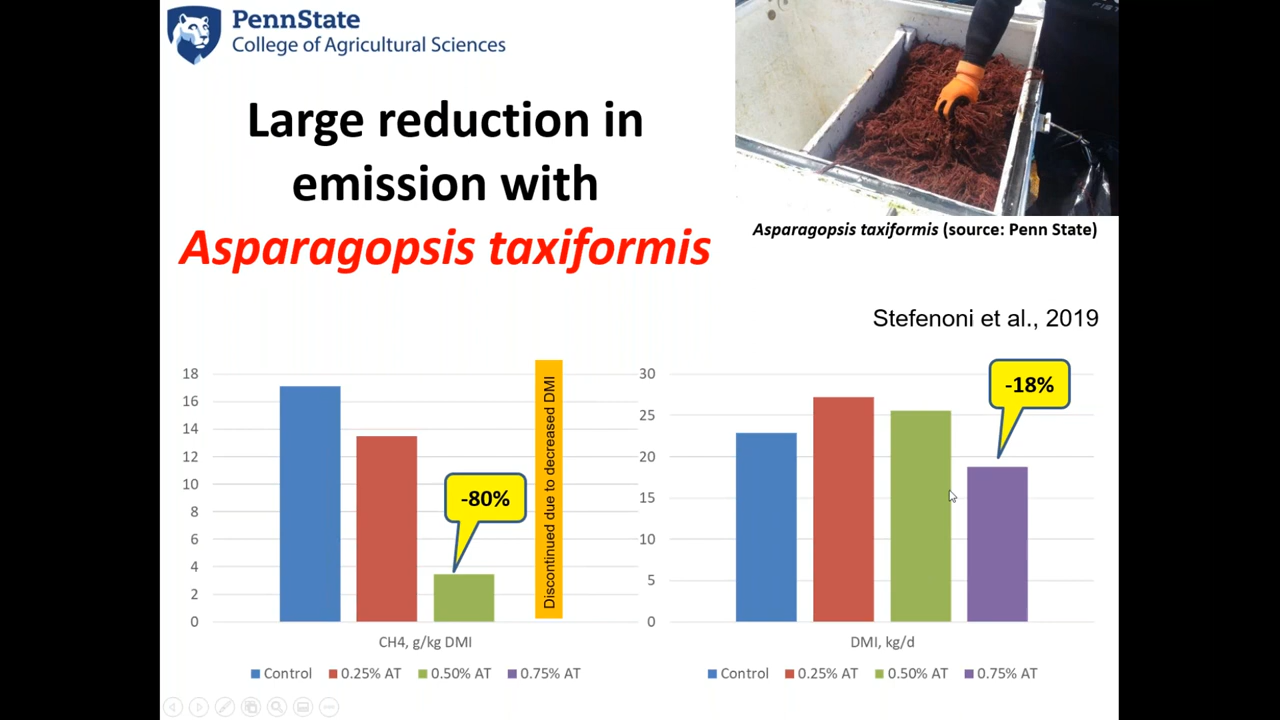 PennState
College of Agricultural Sciences
Large reduction in
emission with
Asparagopsis taxiformis
Asparagopsis taxiformis (source: Penn State)
Stefenoni et al., 2019
18
16
14
12
10
8
6
4
2
0
-80%
Discontinued due to decreased DMI
CH4, g/kg DMI
Control 0.25% AT 0.50% AT 0.75% AT
30
25
20
15
10
5
0
-18%
DMI, kg/d
Control 0.25% AT 0.50% AT 0.75% AT